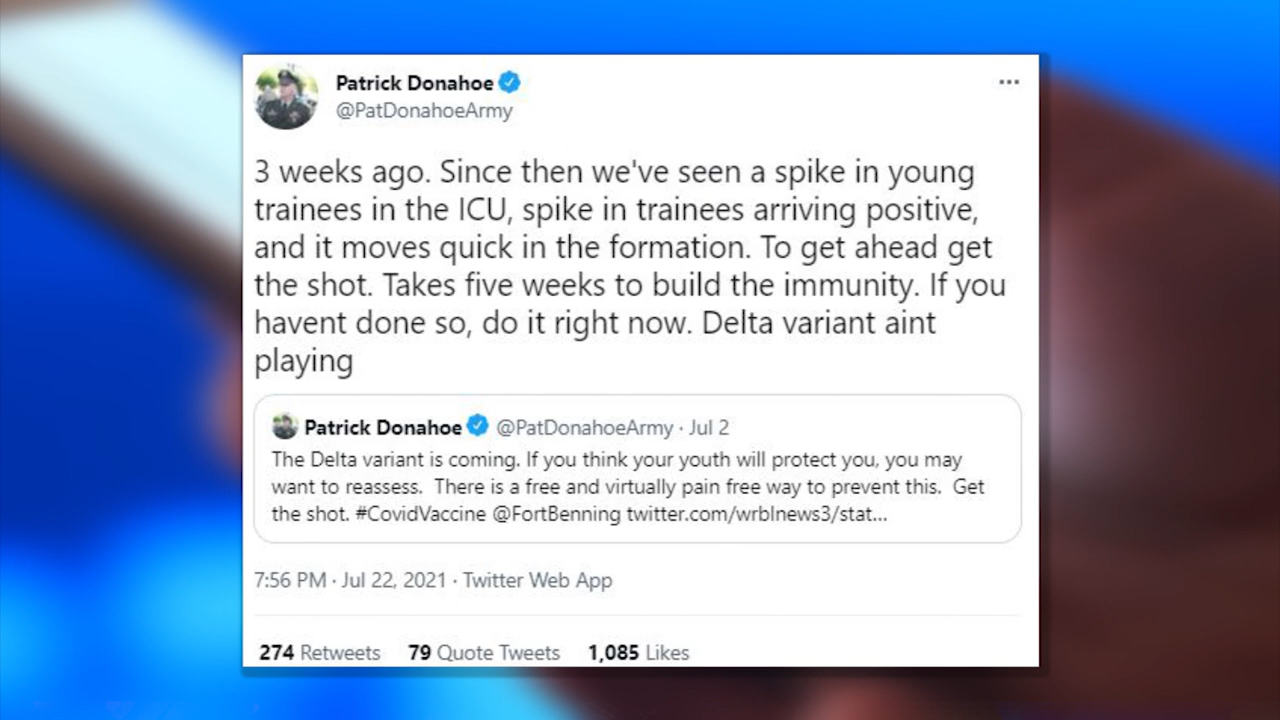 Patrick Donahoe
@PatDonahoeArmy
3 weeks ago. Since then we've seen a spike in young
trainees in the ICU, spike in trainees arriving positive,
and it moves quick in the formation. To get ahead get
the shot. Takes five weeks to build the immunity. If you
havent done so, do it right now. Delta variant aint
playing
Patrick Donahoe @PatDonahoeArmy · Jul 2
The Delta variant is coming. If you think your youth will protect you, you may
want to reassess.  There is a free and virtually pain free way to prevent this.  Get
the shot. #CovidVaccine @FortBenning twitter.com/wrblnews3/stat...
7:56 PM · Jul 22, 2021 · Twitter Web App
274 Retweets 79 Quote Tweets 1,085 Likes